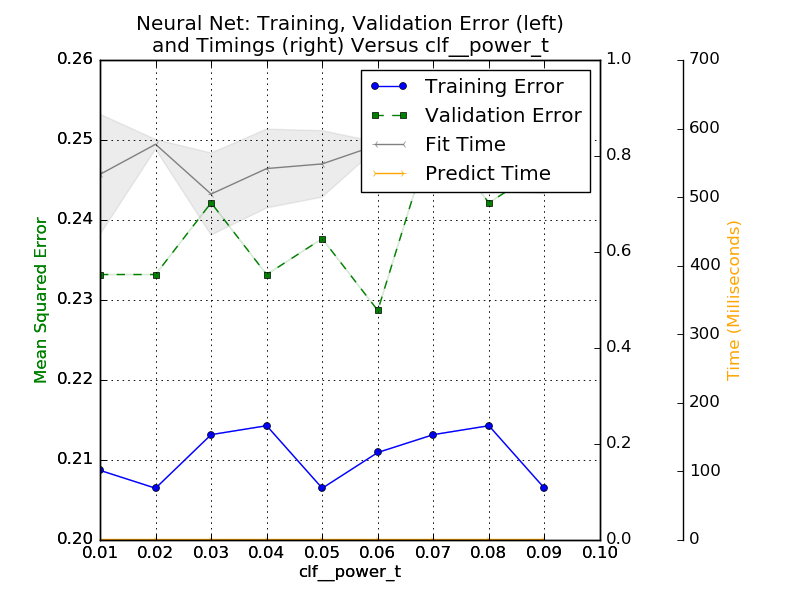 Neural Net: Training, Validation Error (left)
and Timings (right) Versus clf__power_t
Training Error
Validation Error
Fit Time
Predict Time
Mean Squared Error
0.26
0.25
0.24
0.23
0.22
0.21
0.20
0.01 0.02 0.03 0.04 0.05 0.06 0.07 0.08 0.09 0.10
clf__power_t
1.0
0.8
0.6
0.4
0.2
0.0
700
600
500
400
300
200
100
0
Time (Milliseconds)